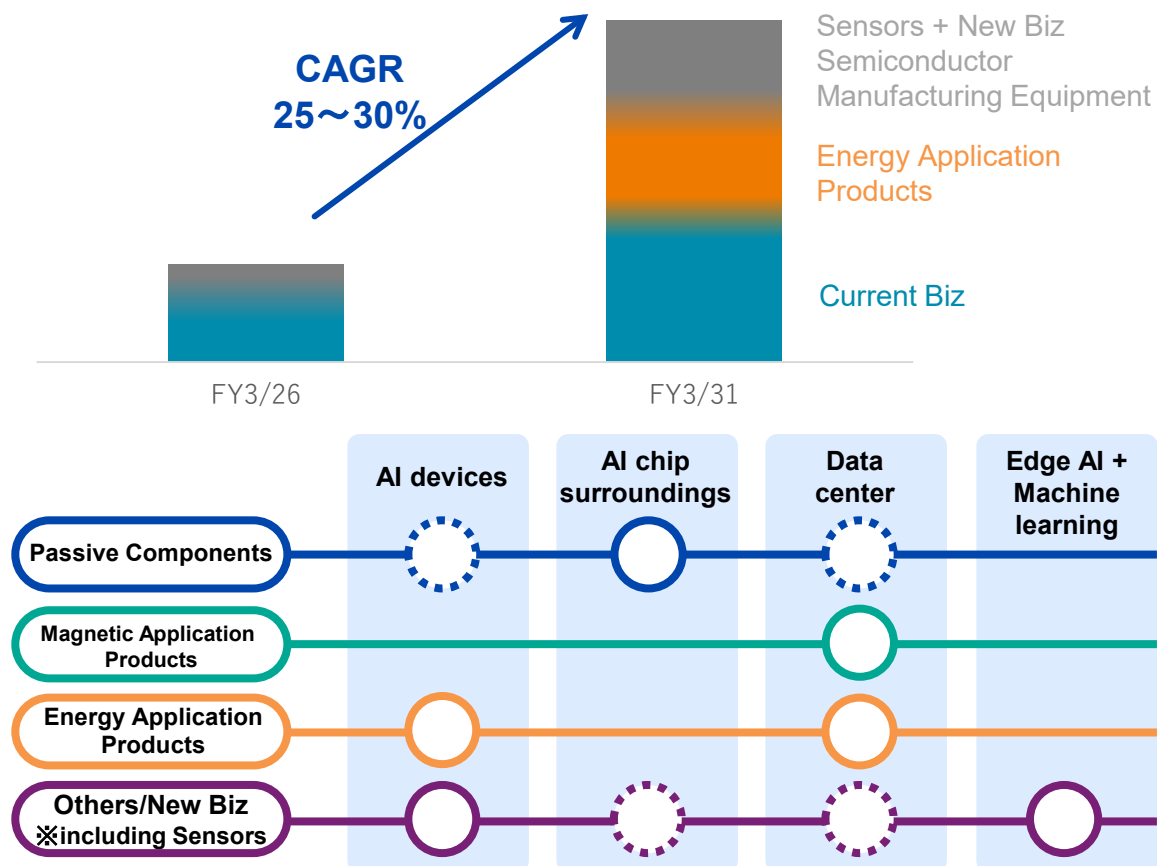 CAGR
25～30%
Sensors + New Biz
Semiconductor
Manufacturing Equipment
Energy Application
Products
Current Biz
FY3/26
FY3/31
AI devices
AI chip
surroundings
Data
center
Edge AI +
Machine
learning
Passive Components
Magnetic Application
Products
Energy Application
Products
Others/New Biz
※including Sensors